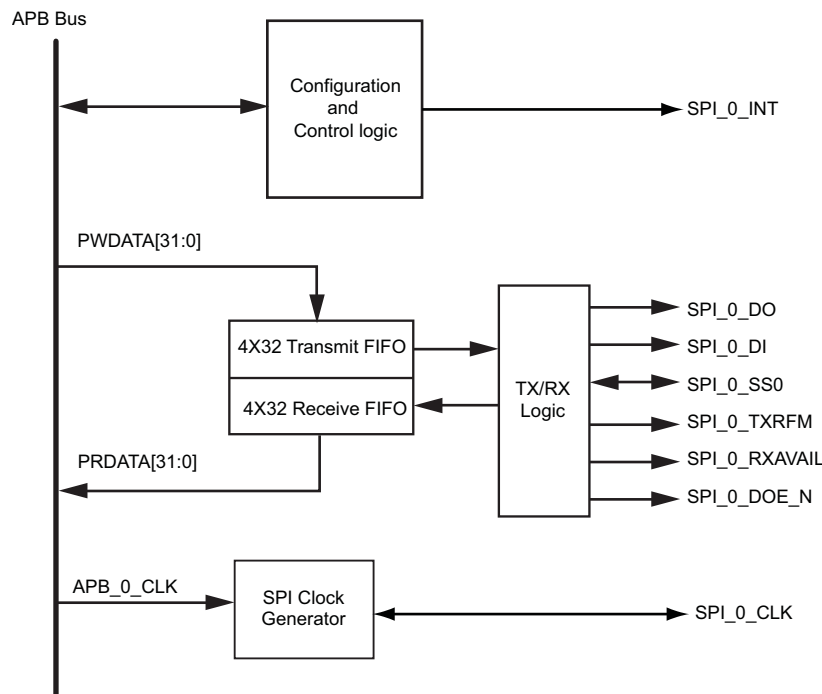 APB Bus
Configuration
and
Control logic
SPI_0_INT
PWDATA[31:0]
4X32 Transmit FIFO
4X32 Receive FIFO
TX/RX
Logic
SPI_0_DO
SPI_0_DI
SPI_0_SS0
SPI_0_TXRFM
SPI_0_RXAVAIL
SPI_0_DOE_N
PRDATA[31:0]
APB_0_CLK
SPI Clock
Generator
SPI_0_CLK